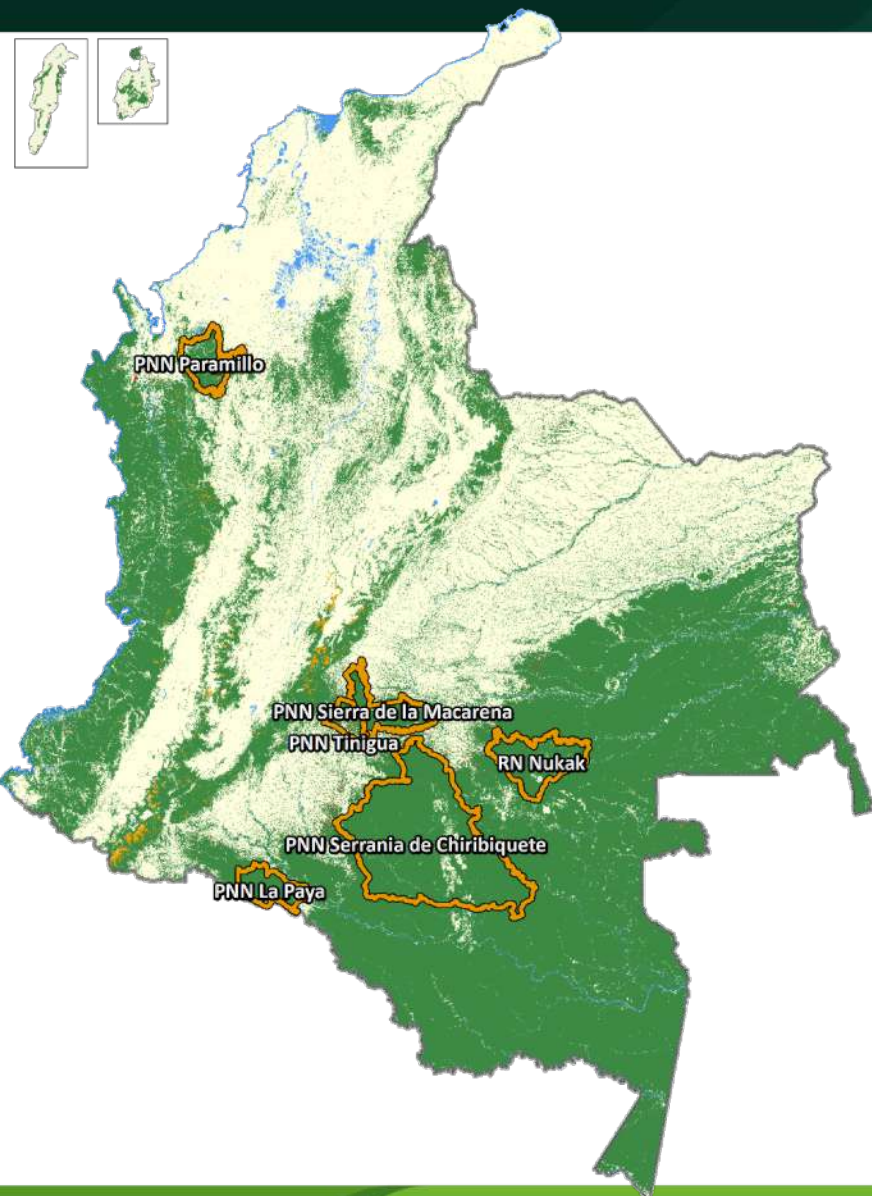 PNN Paramillo
PNN Sierra de la Macarena
PNN Tinigua
RN Nukak
PNN Serrania de Chiribiquete
PNN La Paya